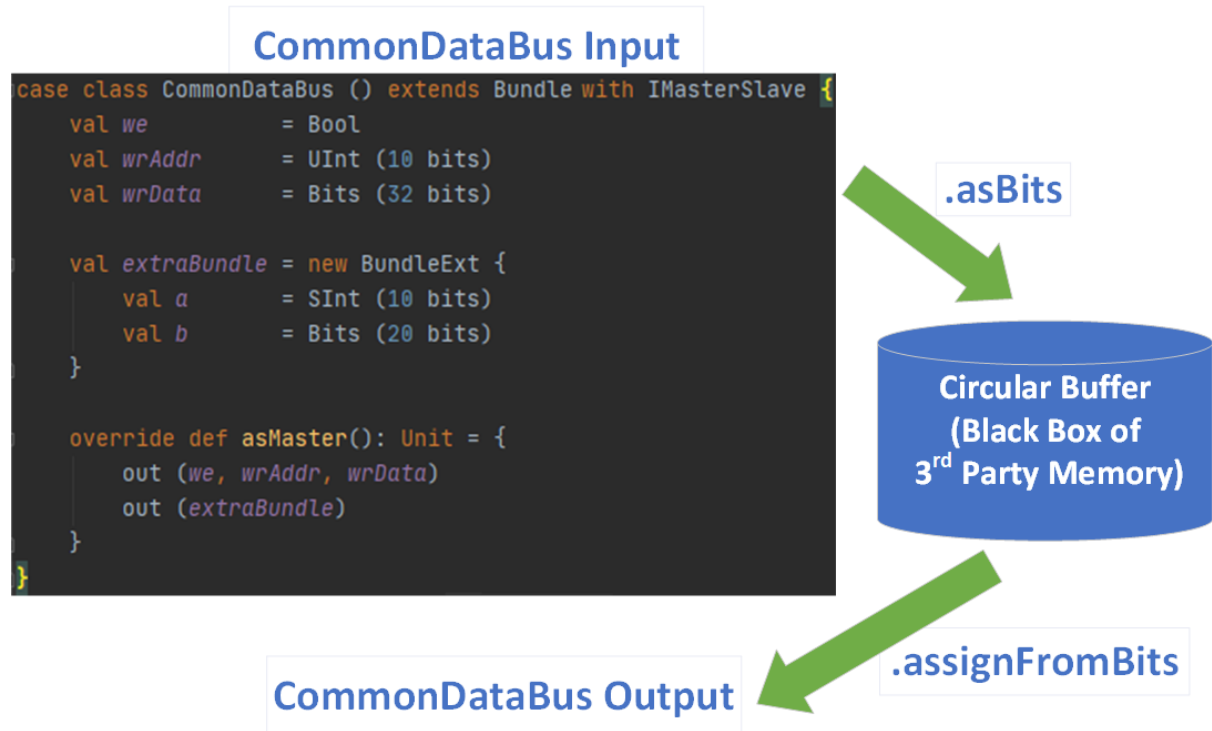 CommonDataBus Input
case class CommonDataBus () extends Bundle with IMasterSlave {
val we = Bool
val wrAddr = UInt (10 bits)
val wrData = Bits (32 bits)
val extraBundle = new BundleExt {
val a = SInt (10 bits)
val b = Bits (20 bits)
}
override def asMaster(): Unit = {
out (we, wrAddr, wrData)
out (extraBundle)
}
}
.asBits
Circular Buffer
(Black Box of
3rd Party Memory)
.assignFromBits
CommonDataBus Output